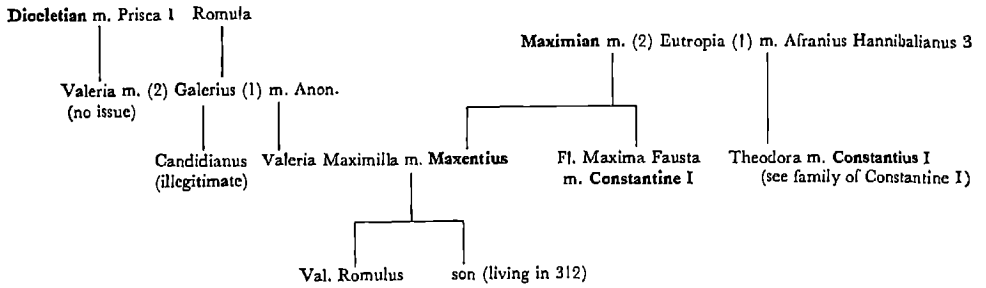 Diocletian m. Prisca 1 Romula
Maximian m. (2) Eutropia (1) m. Afranius Hannibalianus 3
Valeria m. (2) Galerius (1) m. Anon.
(no issue)
Candidianus Valeria Maximilla m. Maxentius Fl. Maxima Fausta Theodora m. Constantius I
(illegitimate) m. Constantine I (see family of Constantine I)
Val. Romulus son (living in 312)